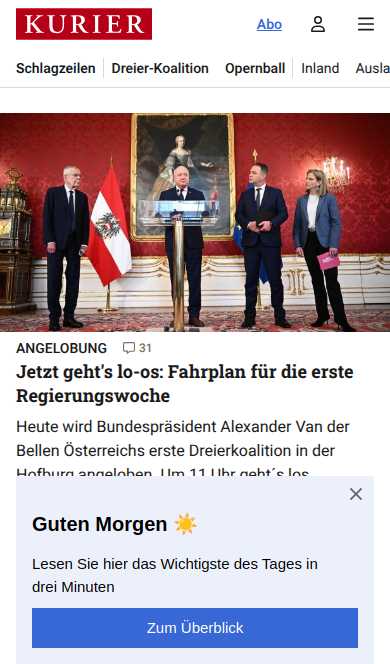 KURIER
Abo
Schlagzeilen
Dreier-Koalition
Opernball
Inland
Ausla
ANGELOBUNG
31
Jetzt geht's lo-os: Fahrplan für die erste
Regierungswoche
Heute wird Bundespräsident Alexander Van der
Bellen Österreichs erste Dreierkoalition in der
Hofburg angeloben. Um 11 Uhr geht´s los.
Guten Morgen ☀️
Lesen Sie hier das Wichtigste des Tages in
drei Minuten
Zum Überblick